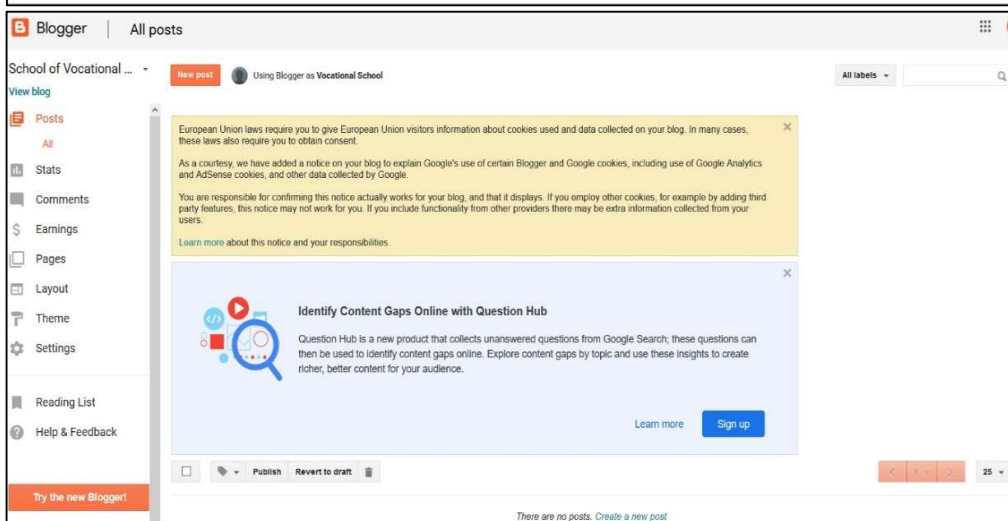 Blogger | All posts
School of Vocational ...
View blog
New post
Using Blogger as Vocational School
All labels
Posts
All
Stats
Comments
Earnings
Pages
Layout
Theme
Settings
Reading List
Help & Feedback
Try the new Blogger!
European Union laws require you to give European Union visitors information about cookies used and data collected on your blog. In many cases,
these laws also require you to obtain consent.
As a courtesy, we have added a notice on your blog to explain Google's use of certain Blogger and Google cookies, including use of Google Analytics
and AdSense cookies, and other data collected by Google.
You are responsible for confirming this notice actually works for your blog, and that it displays. If you employ other cookies, for example by adding third
party features, this notice may not work for you. If you include functionality from other providers there may be extra information collected from your
users.
Learn more about this notice and your responsibilities.
Identify Content Gaps Online with Question Hub
Question Hub is a new product that collects unanswered questions from Google Search; these questions can
then be used to identify content gaps online. Explore content gaps by topic and use these insights to create
richer, better content for your audience.
Learn more
Sign up
Publish
Revert to draft
1
25
There are no posts. Create a new post